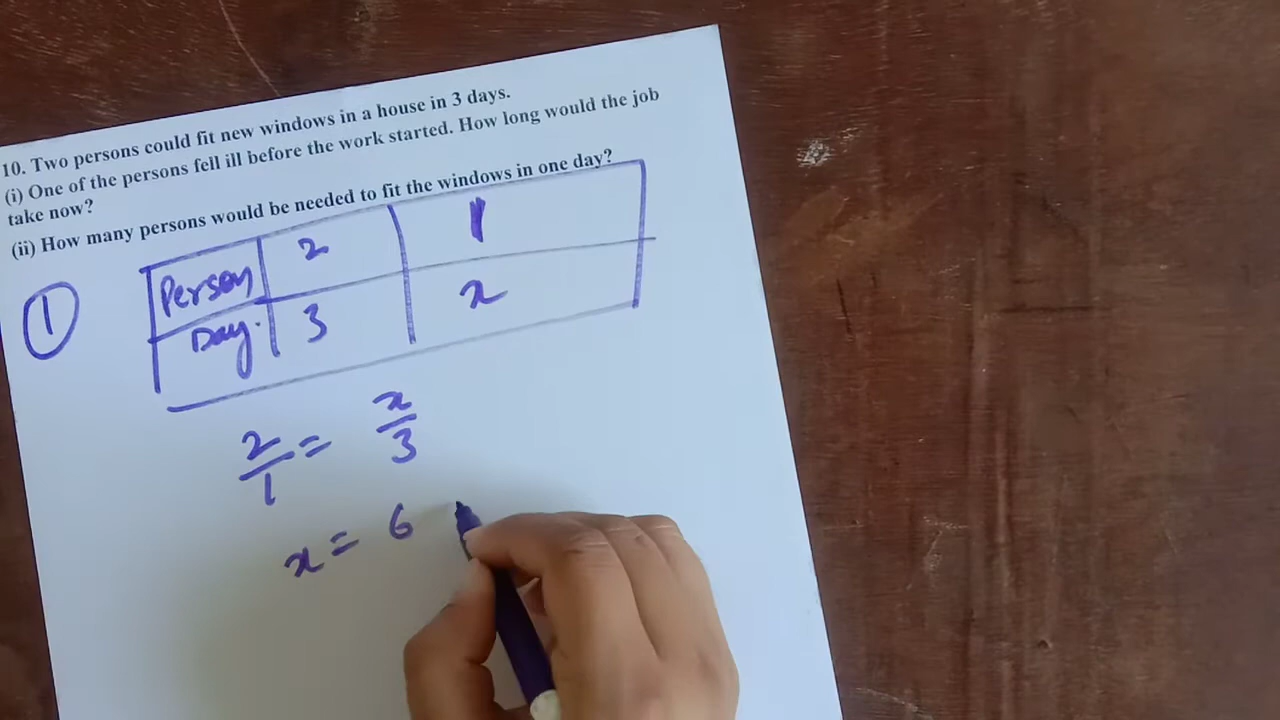 10. Two persons could fit new windows in a house in 3 days.
(i) One of the persons fell ill before the work started. How long would the job
take now?
(ii) How many persons would be needed to fit the windows in one day?
1
Person 2 1
Day. 3 x
2/1 = x/3
x = 6